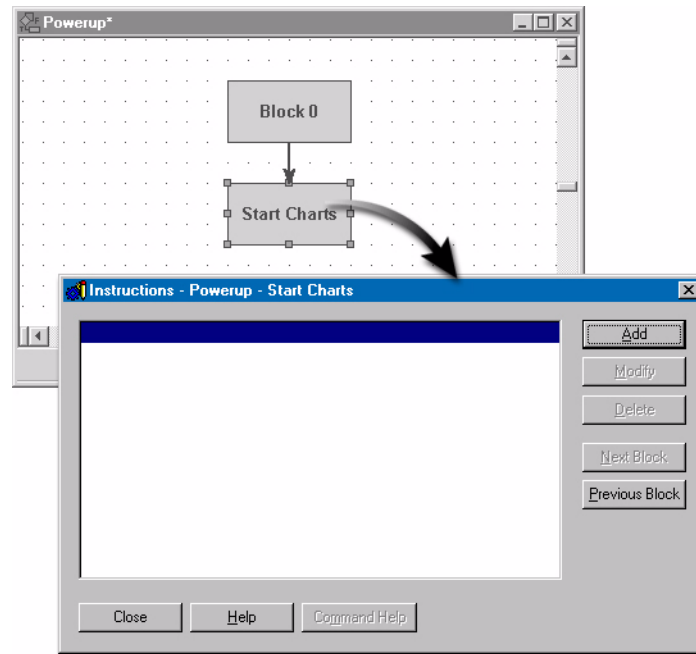 Powerup*
Block 0
Start Charts
Instructions - Powerup - Start Charts
Add
Modify
Delete
Next Block
Previous Block
Close
Help
Command Help